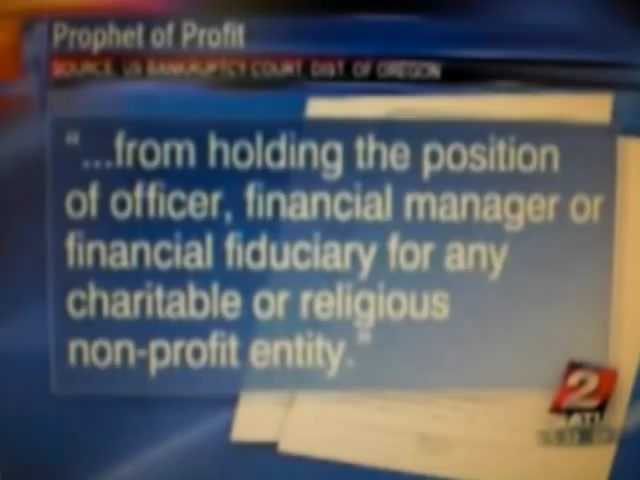 Prophet of Profit
SOURCE: US BANKRUPTCY COURT DIST. OF OREGON
"...from holding the position
of officer, financial manager or
financial fiduciary for any
charitable or religious
non-profit entity."
2
KATU